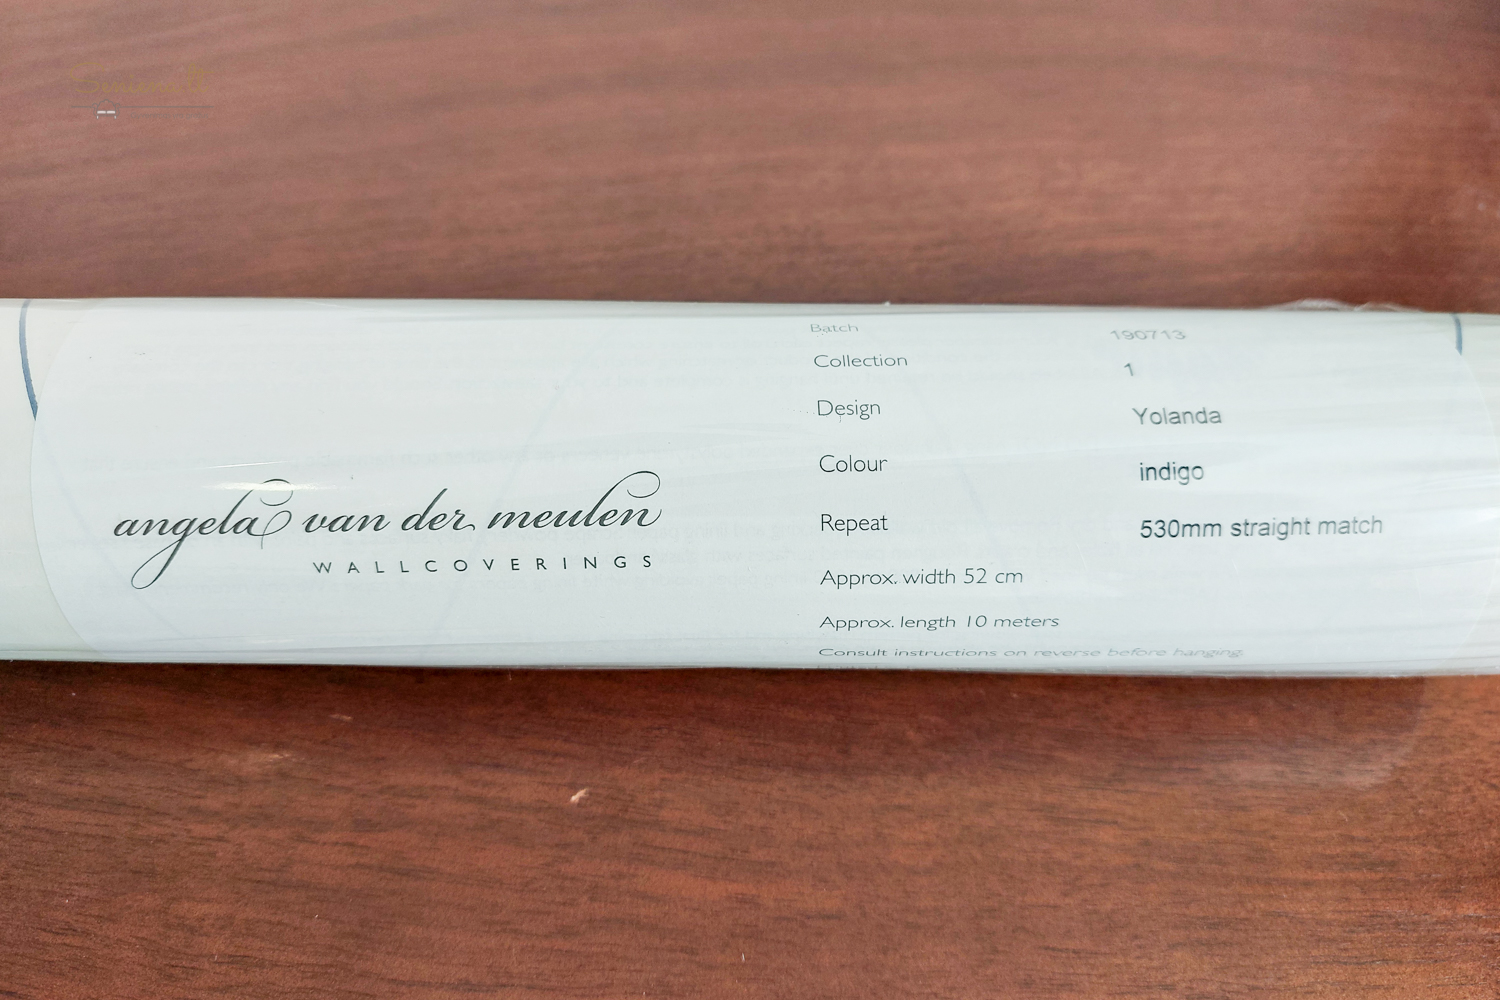 angela van der meulen
WALLCOVERINGS
Batch 190713
Collection 1
Design Yolanda
Colour indigo
Repeat 530mm straight match
Approx. width 52 cm
Approx. length 10 meters
Consult instructions on reverse before hanging.